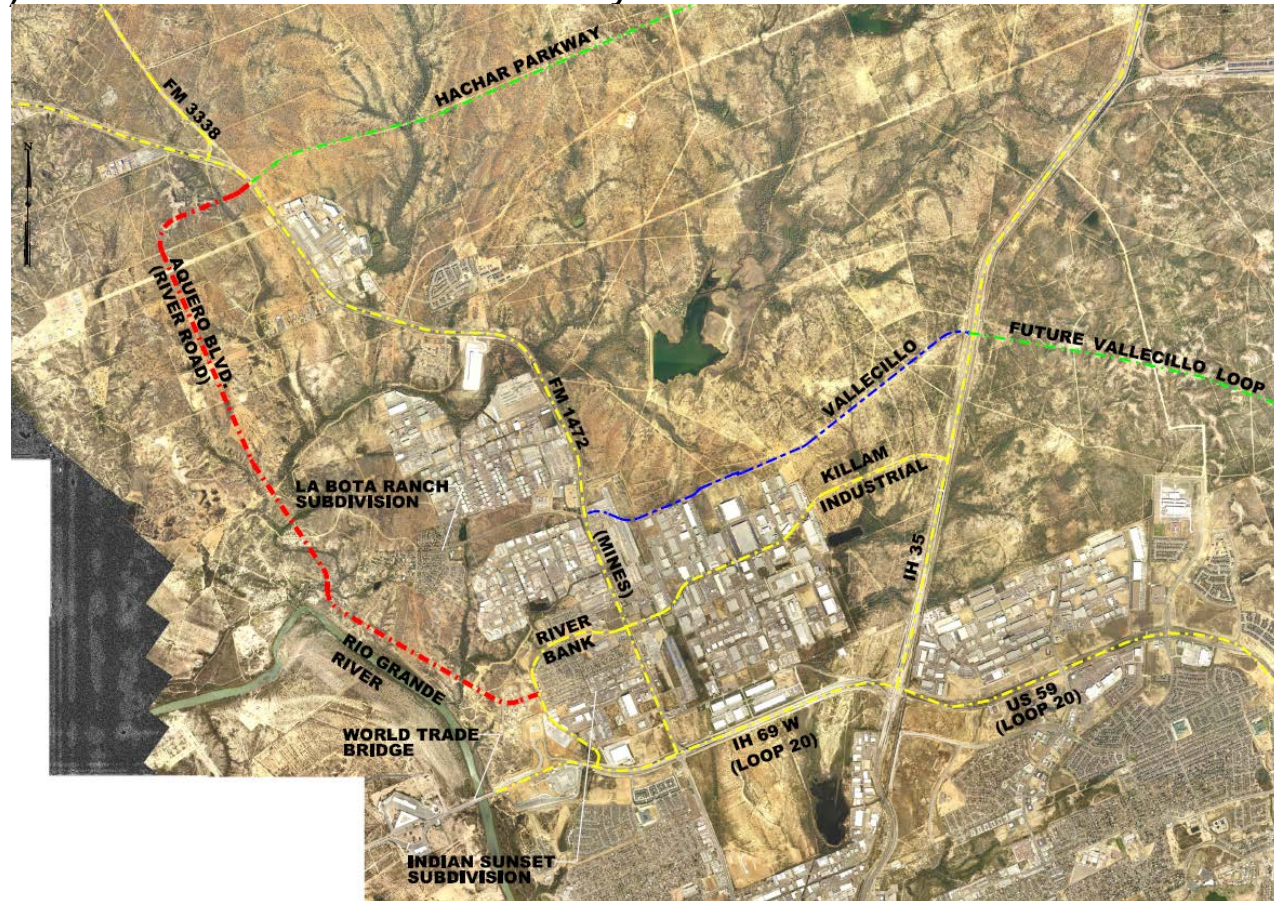 HACHAR PARKWAY
FM 3338
N
AQUERO BLVD.
(RIVER ROAD)
FM 1472
VALLECILLO
FUTURE VALLECILLO LOOP
KILLAM
INDUSTRIAL
LA BOTA RANCH
SUBDIVISION
(MINES)
IH 35
RIVER
BANK
RIO GRANDE
RIVER
US 59
(LOOP 20)
WORLD TRADE
BRIDGE
IH 69 W
(LOOP 20)
INDIAN SUNSET
SUBDIVISION